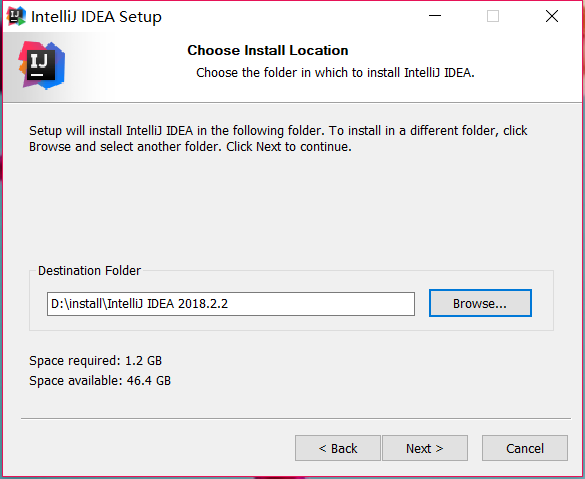 IntelliJ IDEA Setup
IJ
Choose Install Location
Choose the folder in which to install IntelliJ IDEA.
Setup will install IntelliJ IDEA in the following folder. To install in a different folder, click
Browse and select another folder. Click Next to continue.
Destination Folder
D:\install\IntelliJ IDEA 2018.2.2
Browse...
Space required: 1.2 GB
Space available: 46.4 GB
< Back
Next >
Cancel